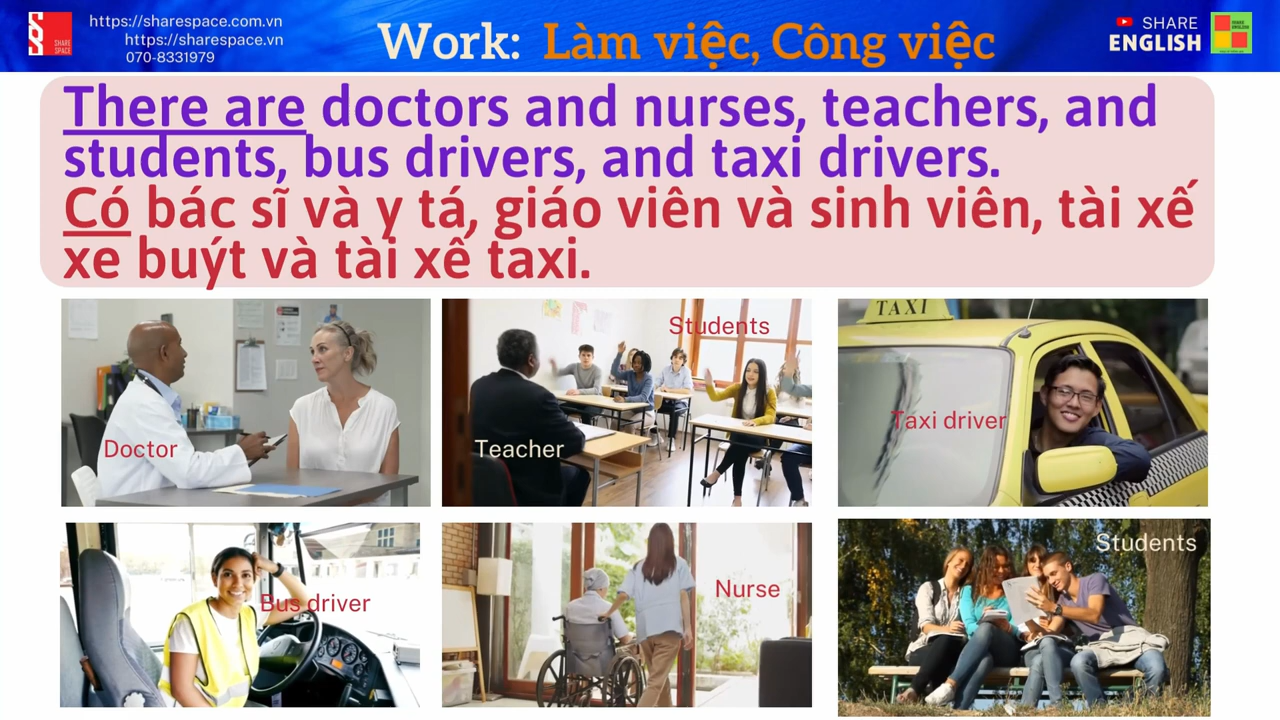 https://sharespace.com.vn
https://sharespace.vn
070-8331979
SHARE
SPACE
Work: Làm việc, Công việc
SHARE
ENGLISH
There are doctors and nurses, teachers, and
students, bus drivers, and taxi drivers.
Có bác sĩ và y tá, giáo viên và sinh viên, tài xế
xe buýt và tài xế taxi.
Doctor
Students
Teacher
TAXI
Taxi driver
Bus driver
Nurse
Students